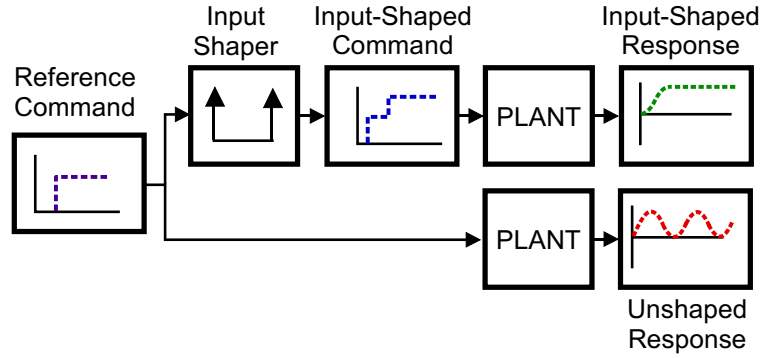 Input
Shaper
Input-Shaped
Command
Input-Shaped
Response
Reference
Command
PLANT
PLANT
Unshaped
Response